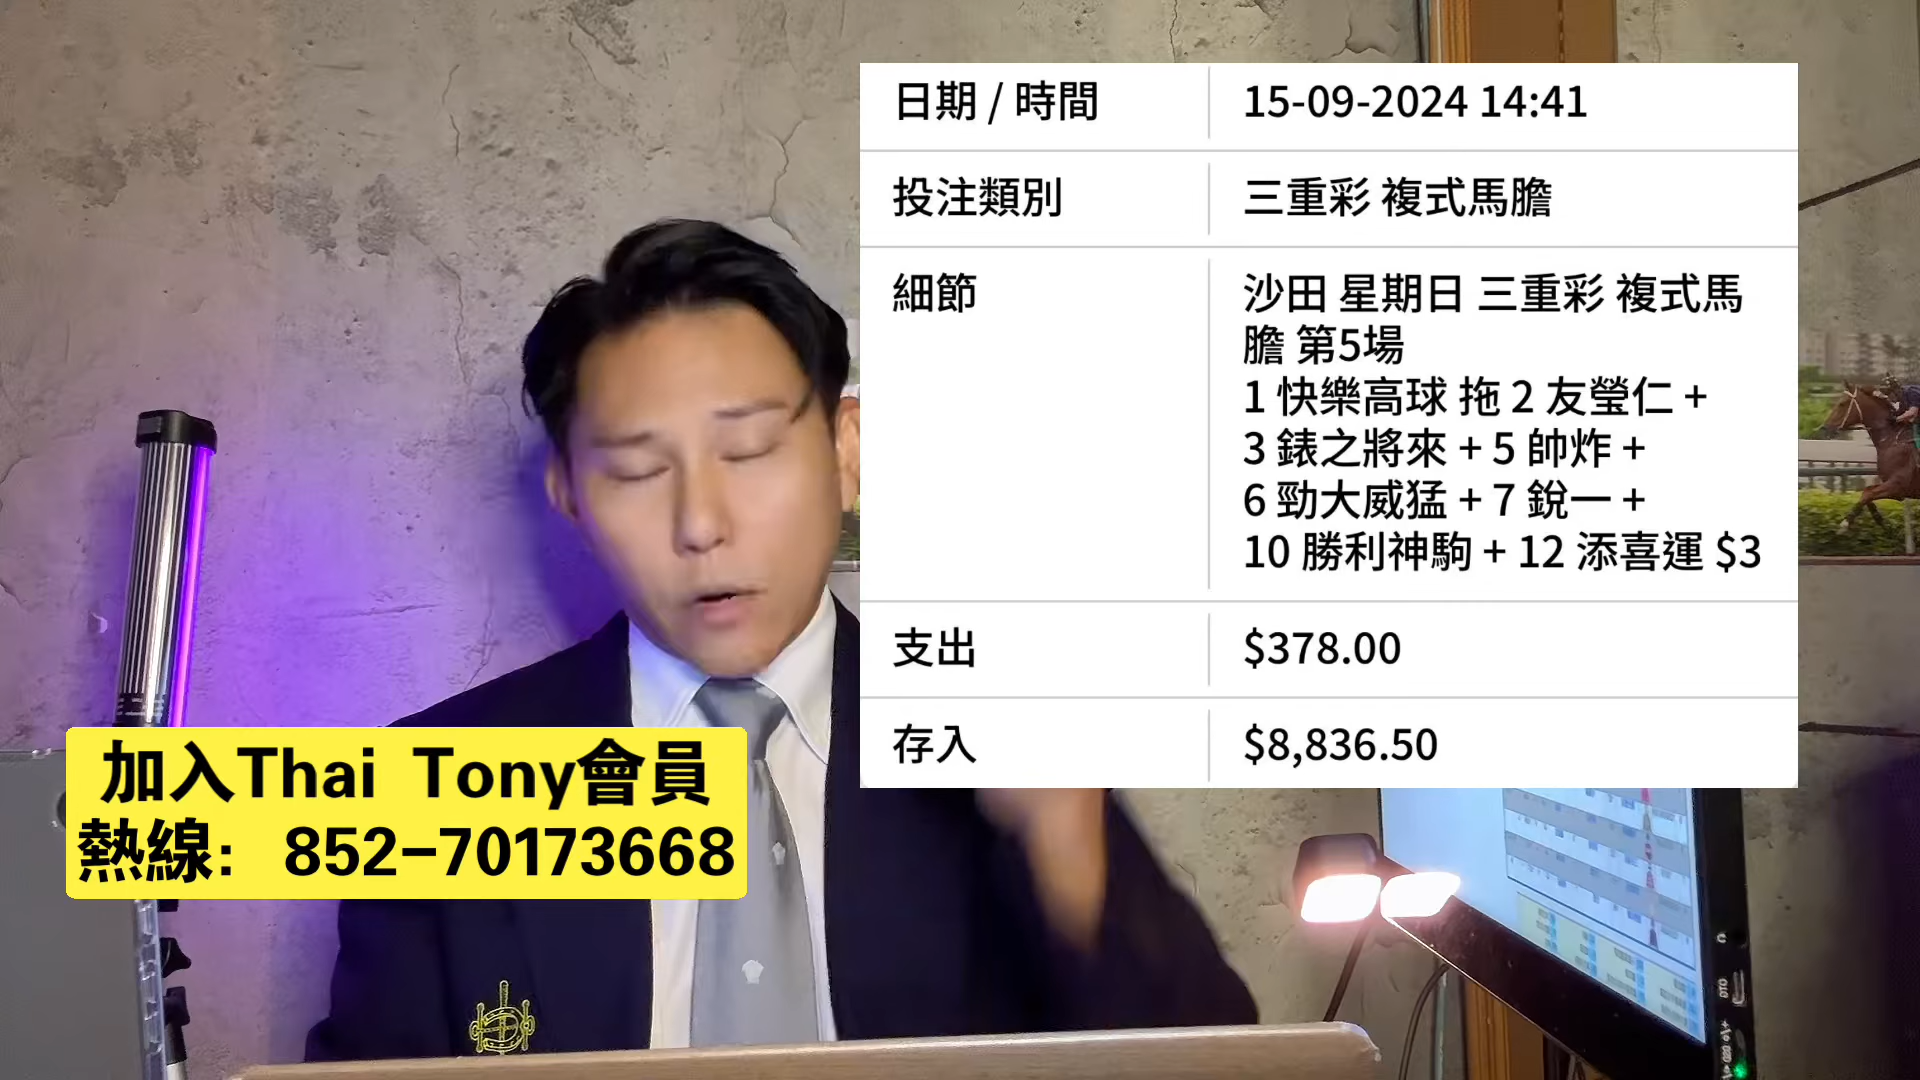 日期 / 時間
15-09-2024 14:41
投注類別
三重彩 複式馬膽
細節
沙田 星期日 三重彩 複式馬
膽 第5場
1 快樂高球 拖 2 友瑩仁 +
3 錶之將來 + 5 帥炸 +
6 勁大威猛 + 7 銳一 +
10 勝利神駒 + 12 添喜運 $3
支出
$378.00
存入
$8,836.50
加入Thai Tony會員
熱線: 852-70173668